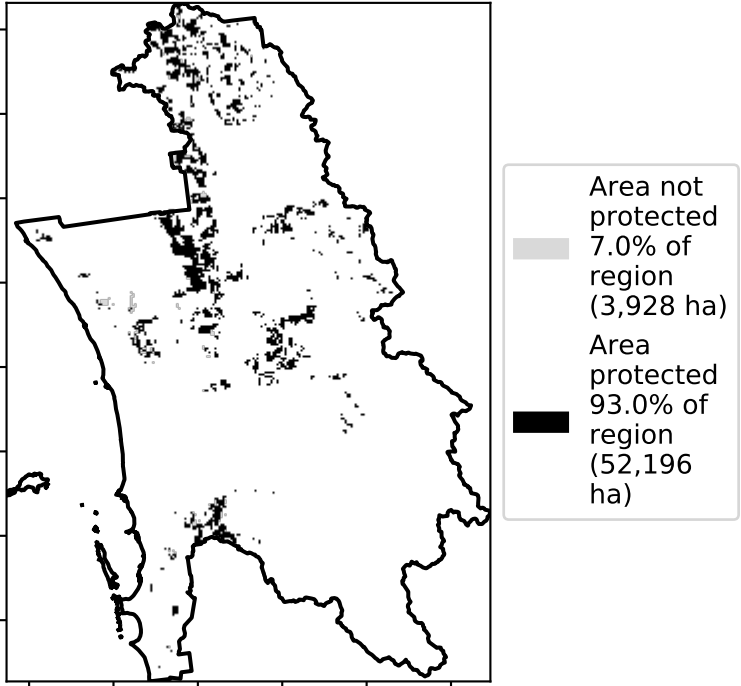 Area not
protected
7.0% of
region
(3,928 ha)
Area
protected
93.0% of
region
(52,196
ha)